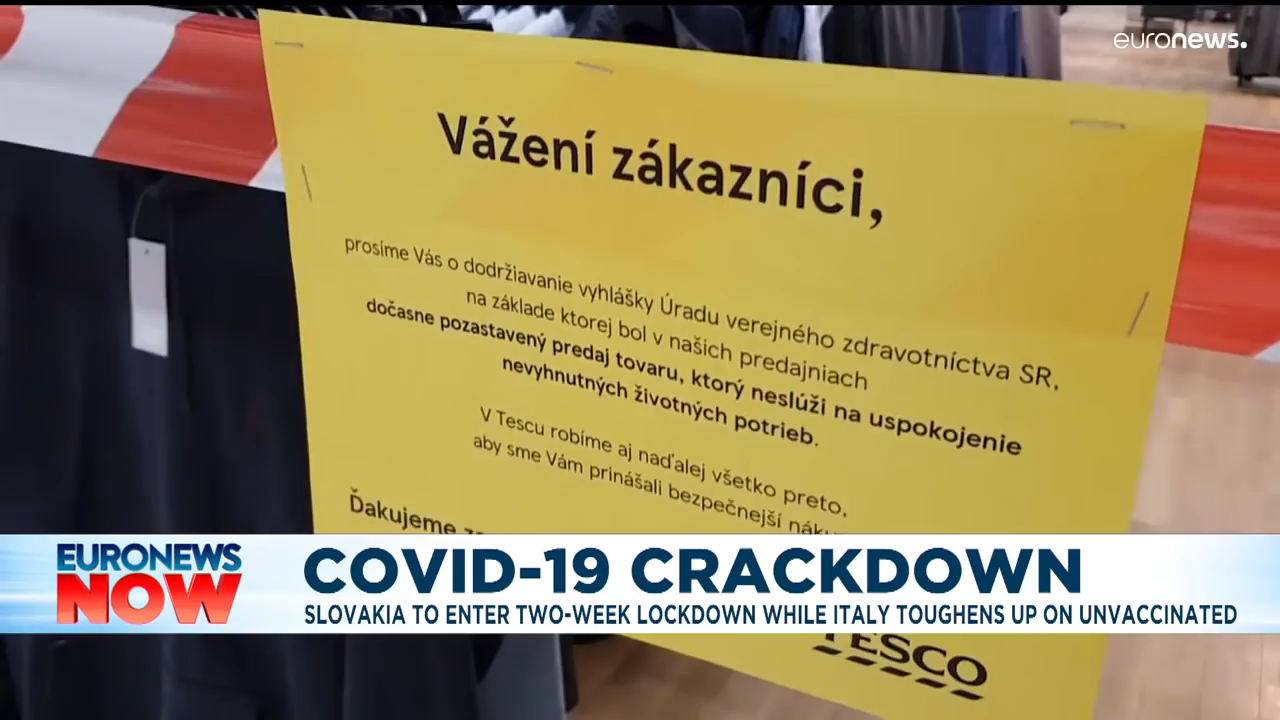 euronews.
Vážení zákazníci,
prosíme Vás o dodržiavanie vyhlášky Úradu verejného zdravotníctva SR,
na základe ktorej bol v našich predajniach
dočasne pozastavený predaj tovaru, ktorý neslúži na uspokojenie
nevyhnutných životných potrieb.
V Tescu robíme aj naďalej všetko preto,
aby sme Vám prinášali bezpečnejší
Ďakujeme
EURONEWS
NOW
COVID-19 CRACKDOWN
SLOVAKIA TO ENTER TWO-WEEK LOCKDOWN WHILE ITALY TOUGHENS UP ON UNVACCINATED
TESCO